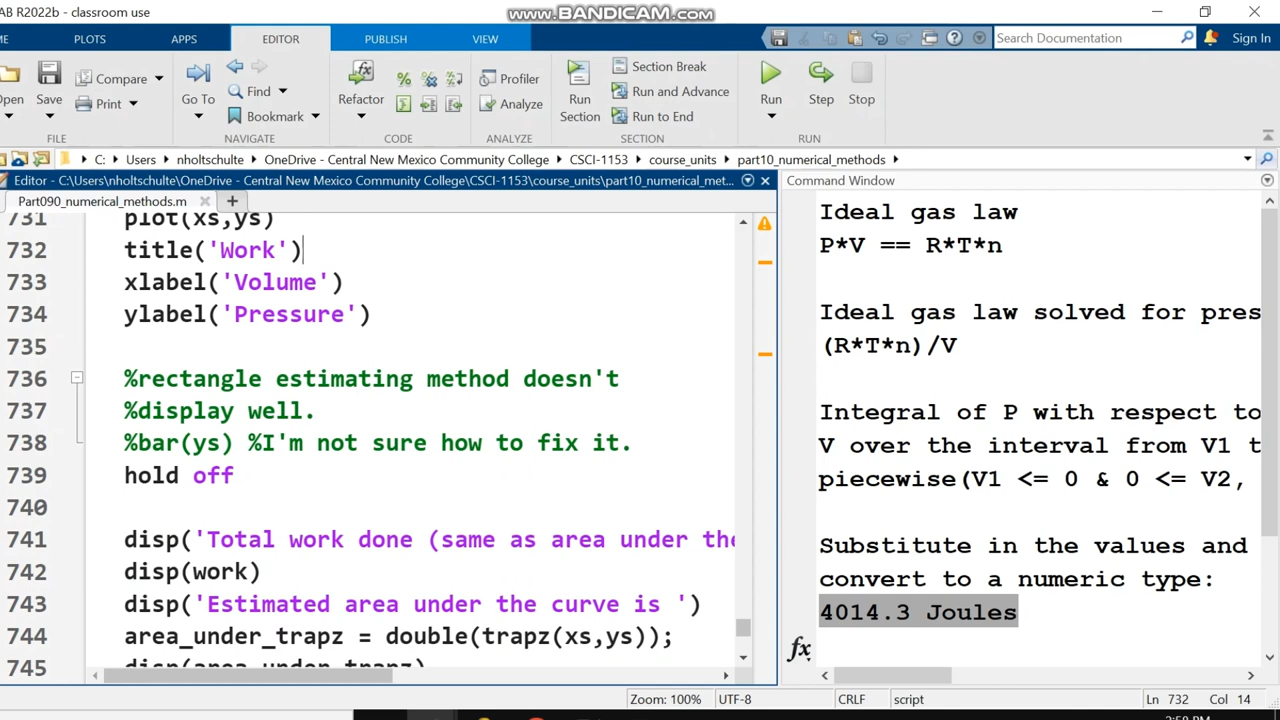 AB R2022b - classroom use
www.BANDICAM.com
ME PLOTS APPS EDITOR PUBLISH VIEW
Search Documentation
Sign In
Open Save Compare Print
Go To Find Bookmark
Refactor
Profiler Analyze
Run Section
Section Break
Run and Advance
Run to End
Run Step Stop
FILE NAVIGATE CODE ANALYZE SECTION RUN
C: Users nholtschulte OneDrive - Central New Mexico Community College CSCI-1153 course_units part10_numerical_methods
Editor - C:\Users\nholtschulte\OneDrive - Central New Mexico Community College\CSCI-1153\course_units\part10_numerical_met...
Part090_numerical_methods.m
731 plot(xs,ys)
732 title('Work')
733 xlabel('Volume')
734 ylabel('Pressure')
735
736 %rectangle estimating method doesn't
737 %display well.
738 %bar(ys) %I'm not sure how to fix it.
739 hold off
740
741 disp('Total work done (same as area under the
742 disp(work)
743 disp('Estimated area under the curve is ')
744 area_under_trapz = double(trapz(xs,ys));
745 disp(area_under_trapz)
Command Window
Ideal gas law
P*V == R*T*n
Ideal gas law solved for pres
(R*T*n)/V
Integral of P with respect to
V over the interval from V1 t
piecewise(V1 <= 0 & 0 <= V2,
Substitute in the values and
convert to a numeric type:
4014.3 Joules
fx
Zoom: 100% UTF-8 CRLF script Ln 732 Col 14
2:58 PM